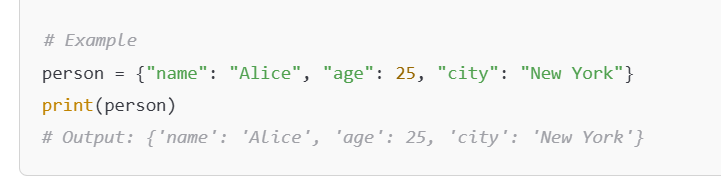 # Example
person = {"name": "Alice", "age": 25, "city": "New York"}
print(person)
# Output: {'name': 'Alice', 'age': 25, 'city': 'New York'}